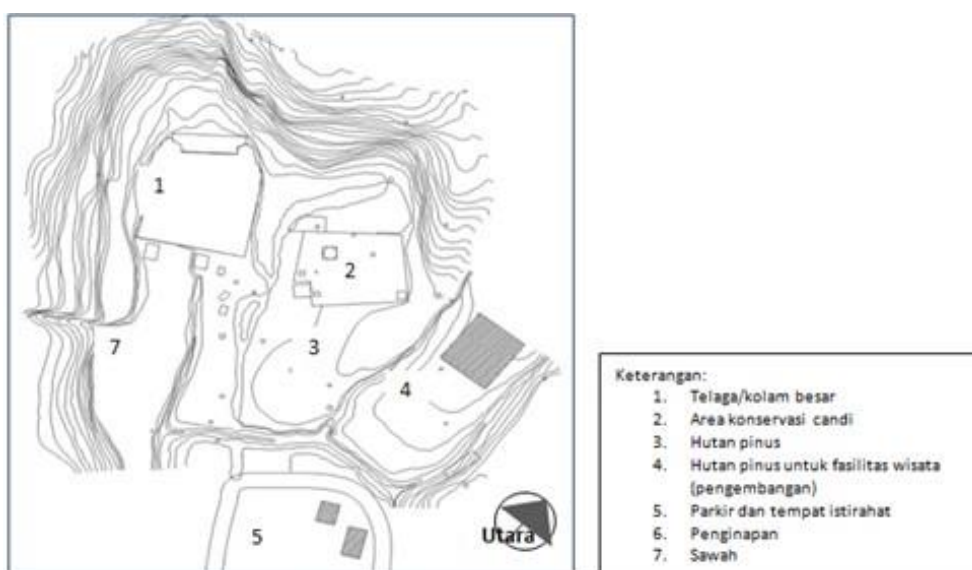 1
2
3
7
4
5
Utara
Keterangan:
1. Telaga/kolam besar
2. Area konservasi candi
3. Hutan pinus
4. Hutan pinus untuk fasilitas wisata
(pengembangan)
5. Parkir dan tempat istirahat
6. Penginapan
7. Sawah